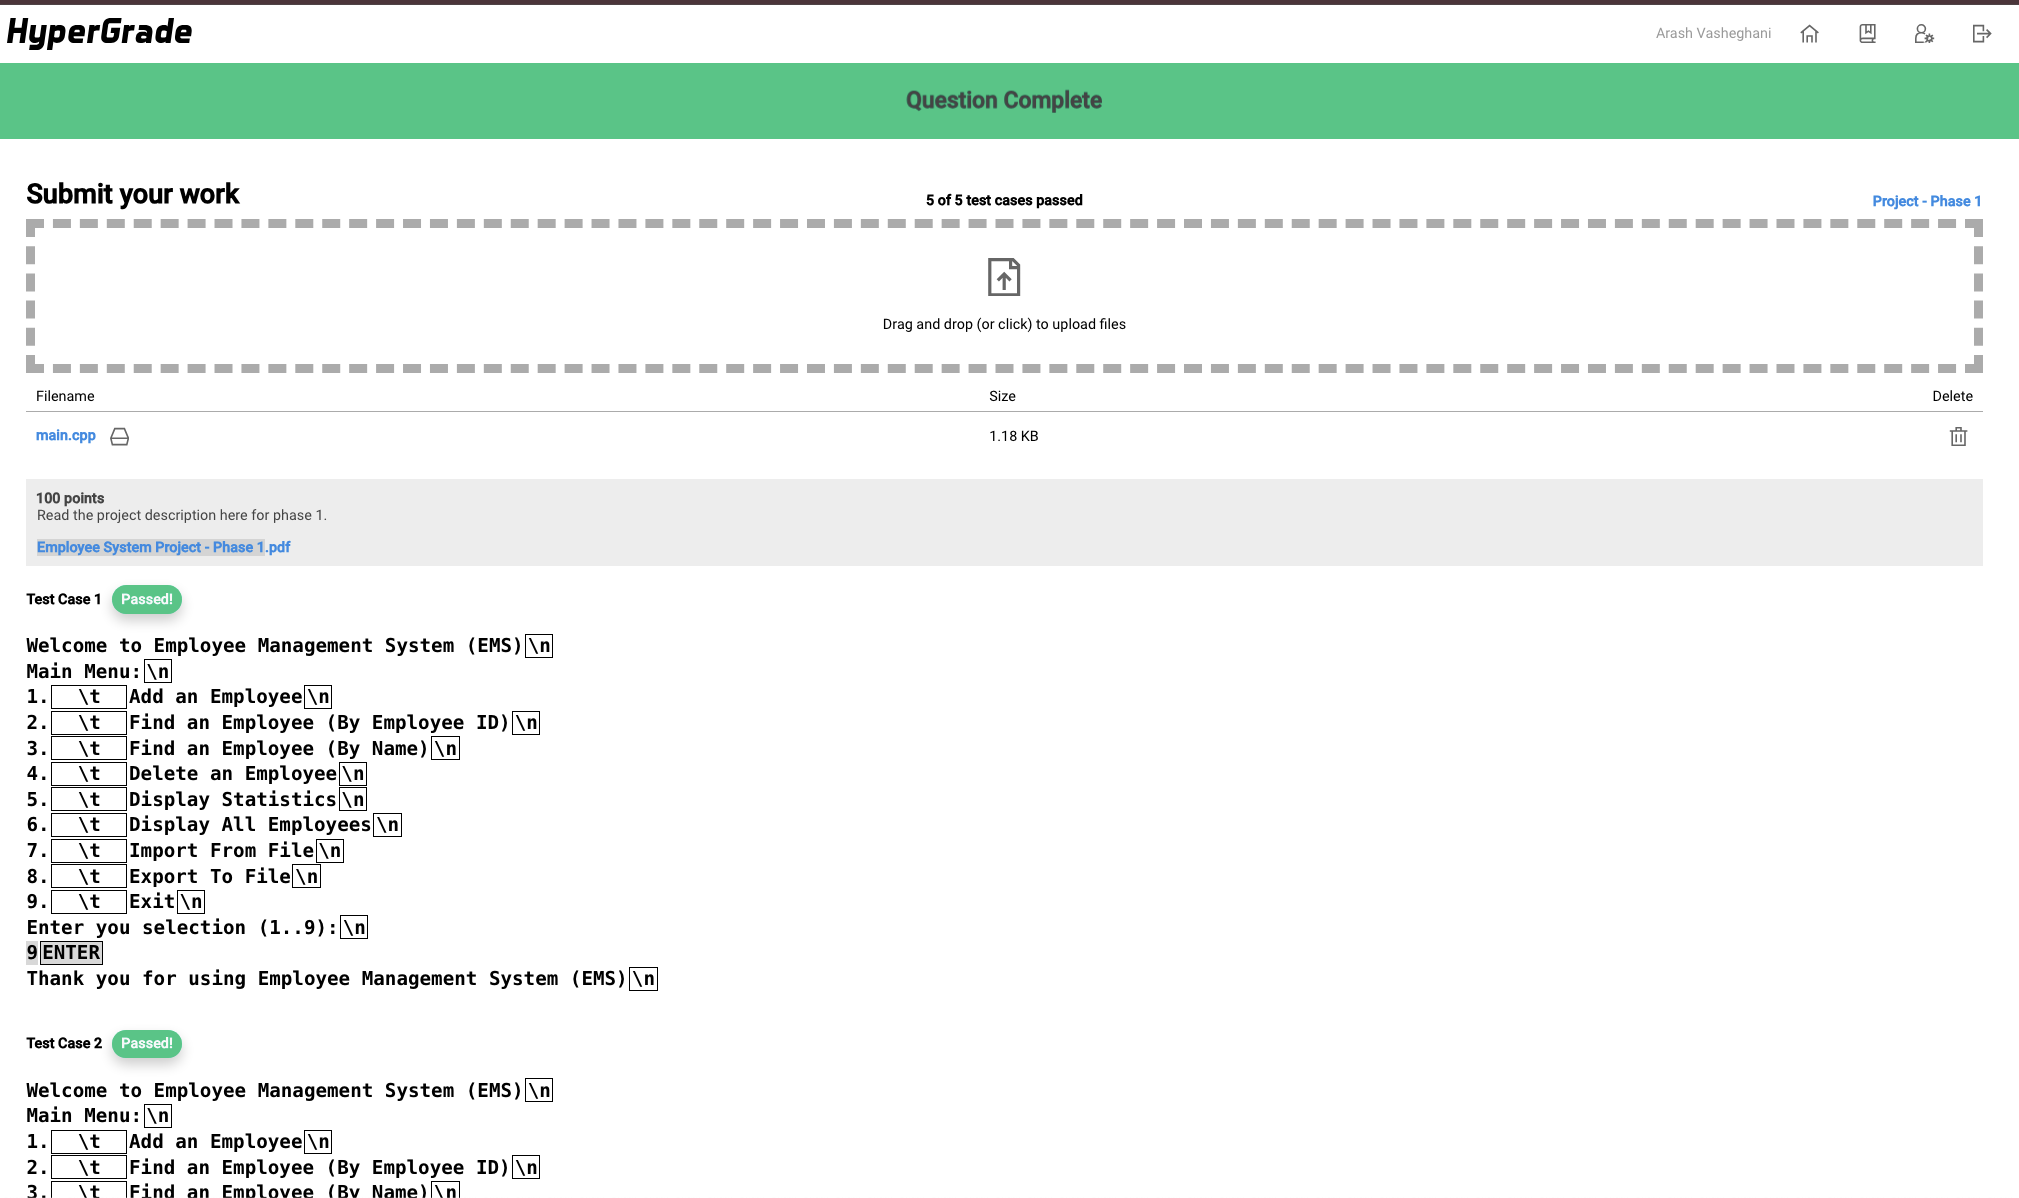 HyperGrade
Arash Vasheghani
Question Complete
Submit your work
5 of 5 test cases passed
Project - Phase 1
Drag and drop (or click) to upload files
Filename Size Delete
main.cpp 1.18 KB
100 points
Read the project description here for phase 1.
Employee System Project - Phase 1.pdf
Test Case 1 Passed!
Welcome to Employee Management System (EMS)\n
Main Menu:\n
1.\tAdd an Employee\n
2.\tFind an Employee (By Employee ID)\n
3.\tFind an Employee (By Name)\n
4.\tDelete an Employee\n
5.\tDisplay Statistics\n
6.\tDisplay All Employees\n
7.\tImport From File\n
8.\tExport To File\n
9.\tExit\n
Enter you selection (1..9):\n
9ENTER
Thank you for using Employee Management System (EMS)\n
Test Case 2 Passed!
Welcome to Employee Management System (EMS)\n
Main Menu:\n
1.\tAdd an Employee\n
2.\tFind an Employee (By Employee ID)\n
3.\tFind an Employee (By Name)\n